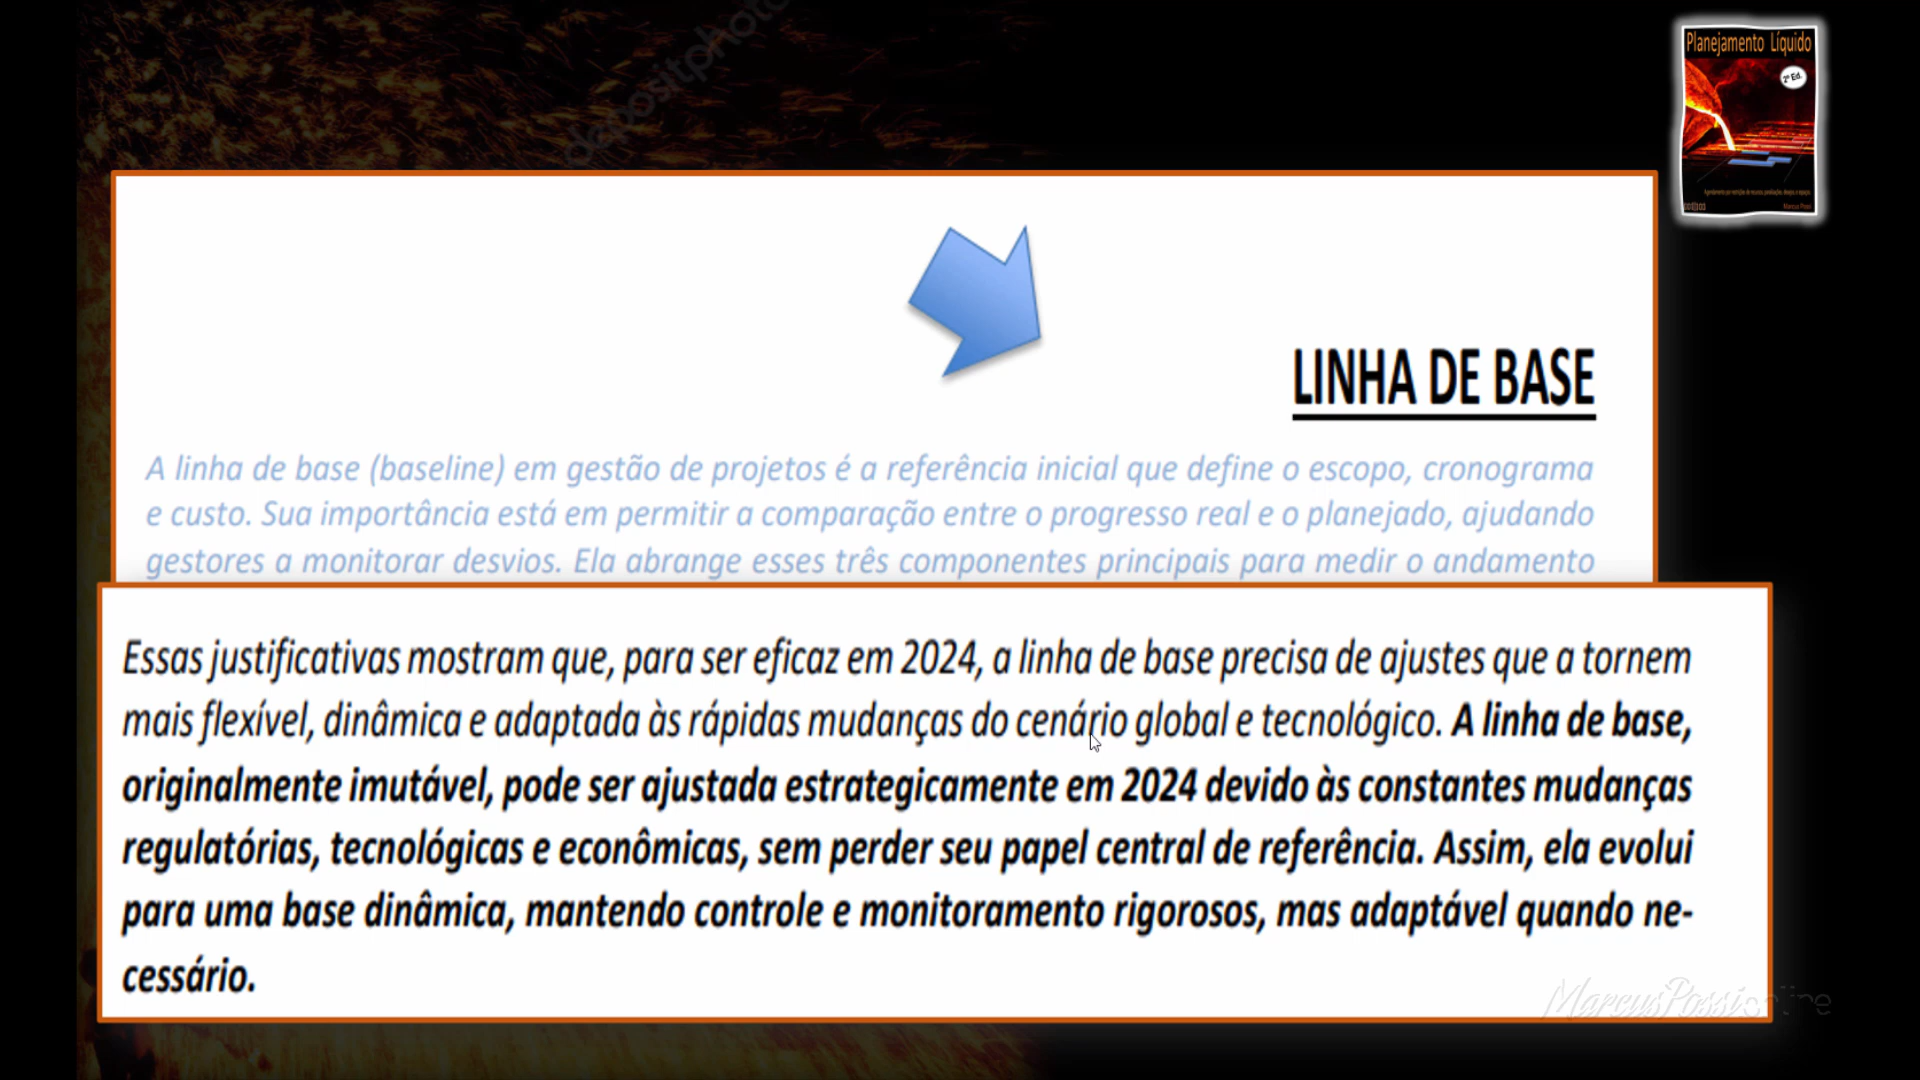 depositphotos
Planejamento Líquido
2ª Ed.
LINHA DE BASE
A linha de base (baseline) em gestão de projetos é a referência inicial que define o escopo, cronograma
e custo. Sua importância está em permitir a comparação entre o progresso real e o planejado, ajudando
gestores a monitorar desvios. Ela abrange esses três componentes principais para medir o andamento
Essas justificativas mostram que, para ser eficaz em 2024, a linha de base precisa de ajustes que a tornem
mais flexível, dinâmica e adaptada às rápidas mudanças do cenário global e tecnológico. A linha de base,
originalmente imutável, pode ser ajustada estrategicamente em 2024 devido às constantes mudanças
regulatórias, tecnológicas e econômicas, sem perder seu papel central de referência. Assim, ela evolui
para uma base dinâmica, mantendo controle e monitoramento rigorosos, mas adaptável quando ne-
cessário.